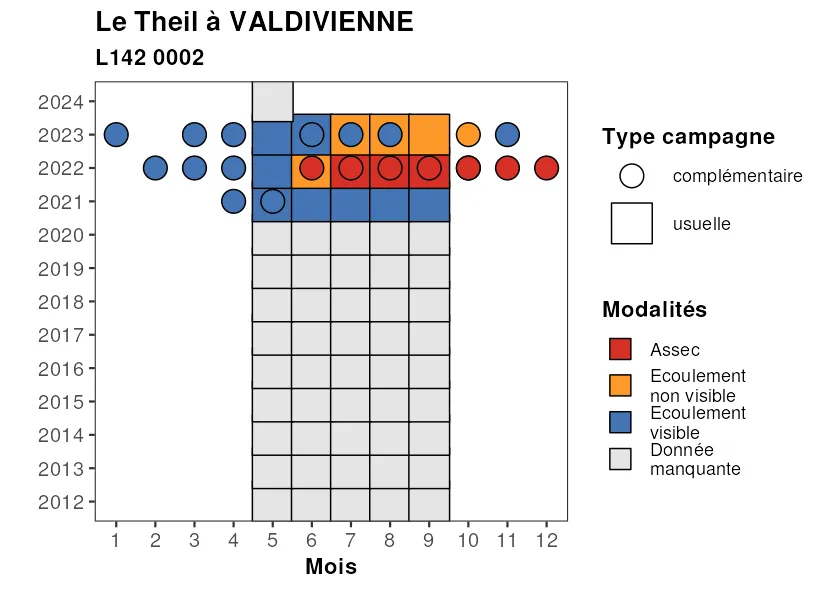 Le Theil à VALDIVIENNE
L142 0002
2024
2023
2022
2021
2020
2019
2018
2017
2016
2015
2014
2013
2012
1 2 3 4 5 6 7 8 9 10 11 12
Mois
Type campagne
complémentaire
usuelle
Modalités
Assec
Ecoulement
non visible
Ecoulement
visible
Donnée
manquante